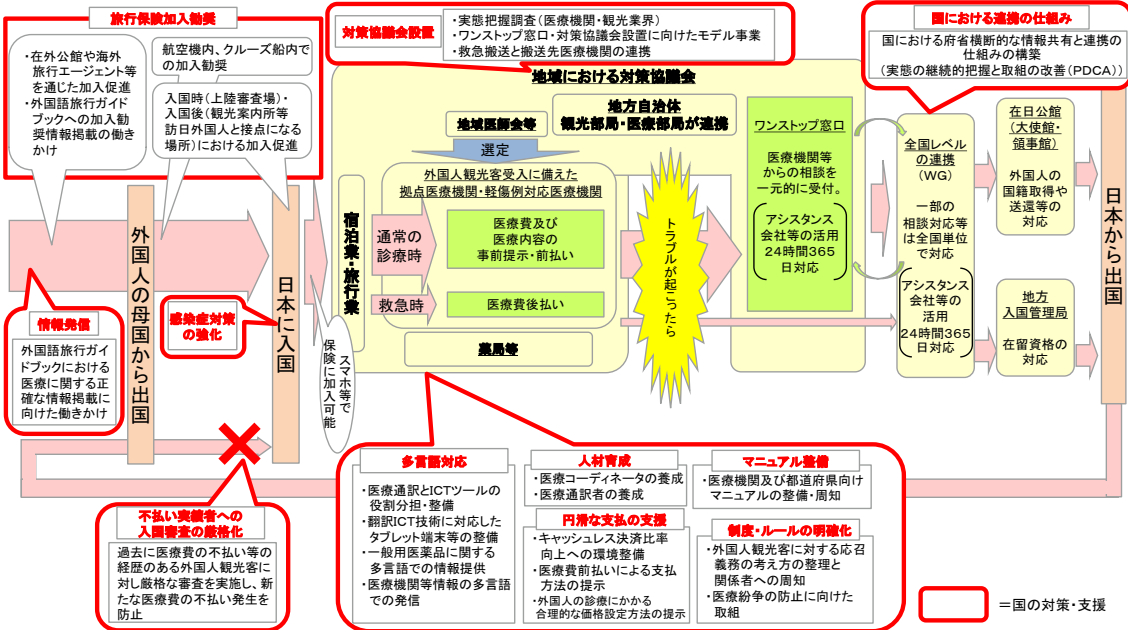 旅行保険加入勧奨
・在外公館や海外
旅行エージェント等
を通じた加入促進
・外国語旅行ガイド
ブックへの加入勧
奨情報掲載の働き
かけ
航空機内、クルーズ船内で
の加入勧奨
入国時(上陸審査場)・
入国後(観光案内所等
訪日外国人と接点になる
場所)における加入促進
対策協議会設置
・実態把握調査(医療機関・観光業界)
・ワンストップ窓口・対策協議会設置に向けたモデル事業
・救急搬送と搬送先医療機関の連携
国における連携の仕組み
国における府省横断的な情報共有と連携の
仕組みの構築
(実態の継続的把握と取組の改善(PDCA))
地域における対策協議会
地域医師会等
地方自治体
観光部局・医療部局が連携
選定
外国人観光客受入に備えた
拠点医療機関・軽傷例対応医療機関
通常の
診療時
医療費及び
医療内容の
事前提示・前払い
救急時
医療費後払い
薬局等
宿泊業・旅行業
トラブルが起こったら
ワンストップ窓口
医療機関等
からの相談を
一元的に受付。
アシスタンス
会社等の活用
24時間365
日対応
全国レベル
の連携
(WG)
一部の
相談対応等
は全国単位
で対応
アシスタンス
会社等の
活用
24時間365
日対応
在日公館
(大使館・
領事館)
外国人の
国籍取得や
送還等の
対応
地方
入国管理局
在留資格の
対応
日本から出国
外国人の母国から出国
日本に入国
スマホ等で
保険に加入可能
情報発信
外国語旅行ガイ
ドブックにおける
医療に関する正
確な情報掲載に
向けた働きかけ
感染症対策
の強化
不払い実績者への
入国審査の厳格化
過去に医療費の不払い等の
経歴のある外国人観光客に
対し厳格な審査を実施し、新
たな医療費の不払い発生を
防止
多言語対応
・医療通訳とICTツールの
役割分担・整備
・翻訳ICT技術に対応した
タブレット端末等の整備
・一般用医薬品に関する
多言語での情報提供
・医療機関等情報の多言語
での発信
人材育成
・医療コーディネータの養成
・医療通訳者の養成
円滑な支払の支援
・キャッシュレス決済比率
向上への環境整備
・医療費前払いによる支払
方法の提示
・外国人の診療にかかる
合理的な価格設定方法の提示
マニュアル整備
・医療機関及び都道府県向け
マニュアルの整備・周知
制度・ルールの明確化
・外国人観光客に対する応召
義務の考え方の整理と
関係者への周知
・医療紛争の防止に向けた
取組
=国の対策・支援